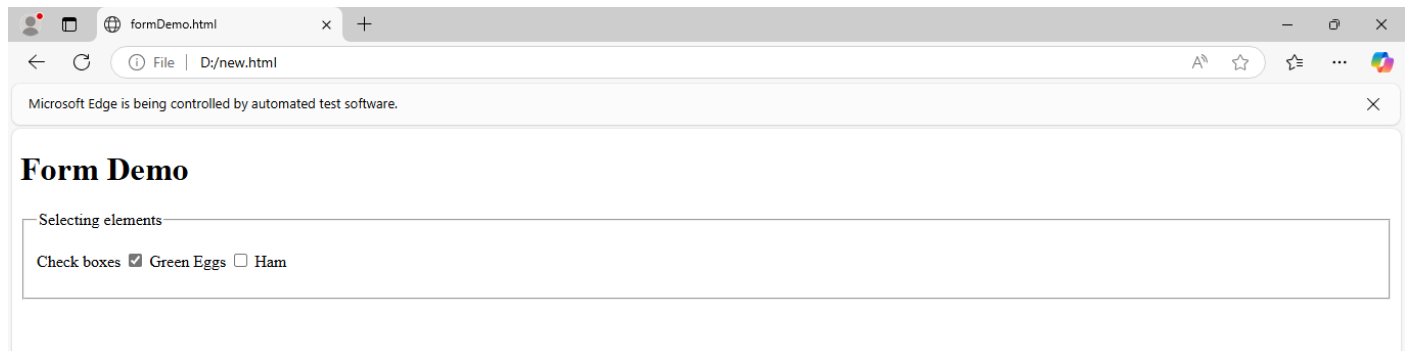 formDemo.html
File | D:/new.html
Microsoft Edge is being controlled by automated test software.
Form Demo
Selecting elements
Check boxes Green Eggs Ham